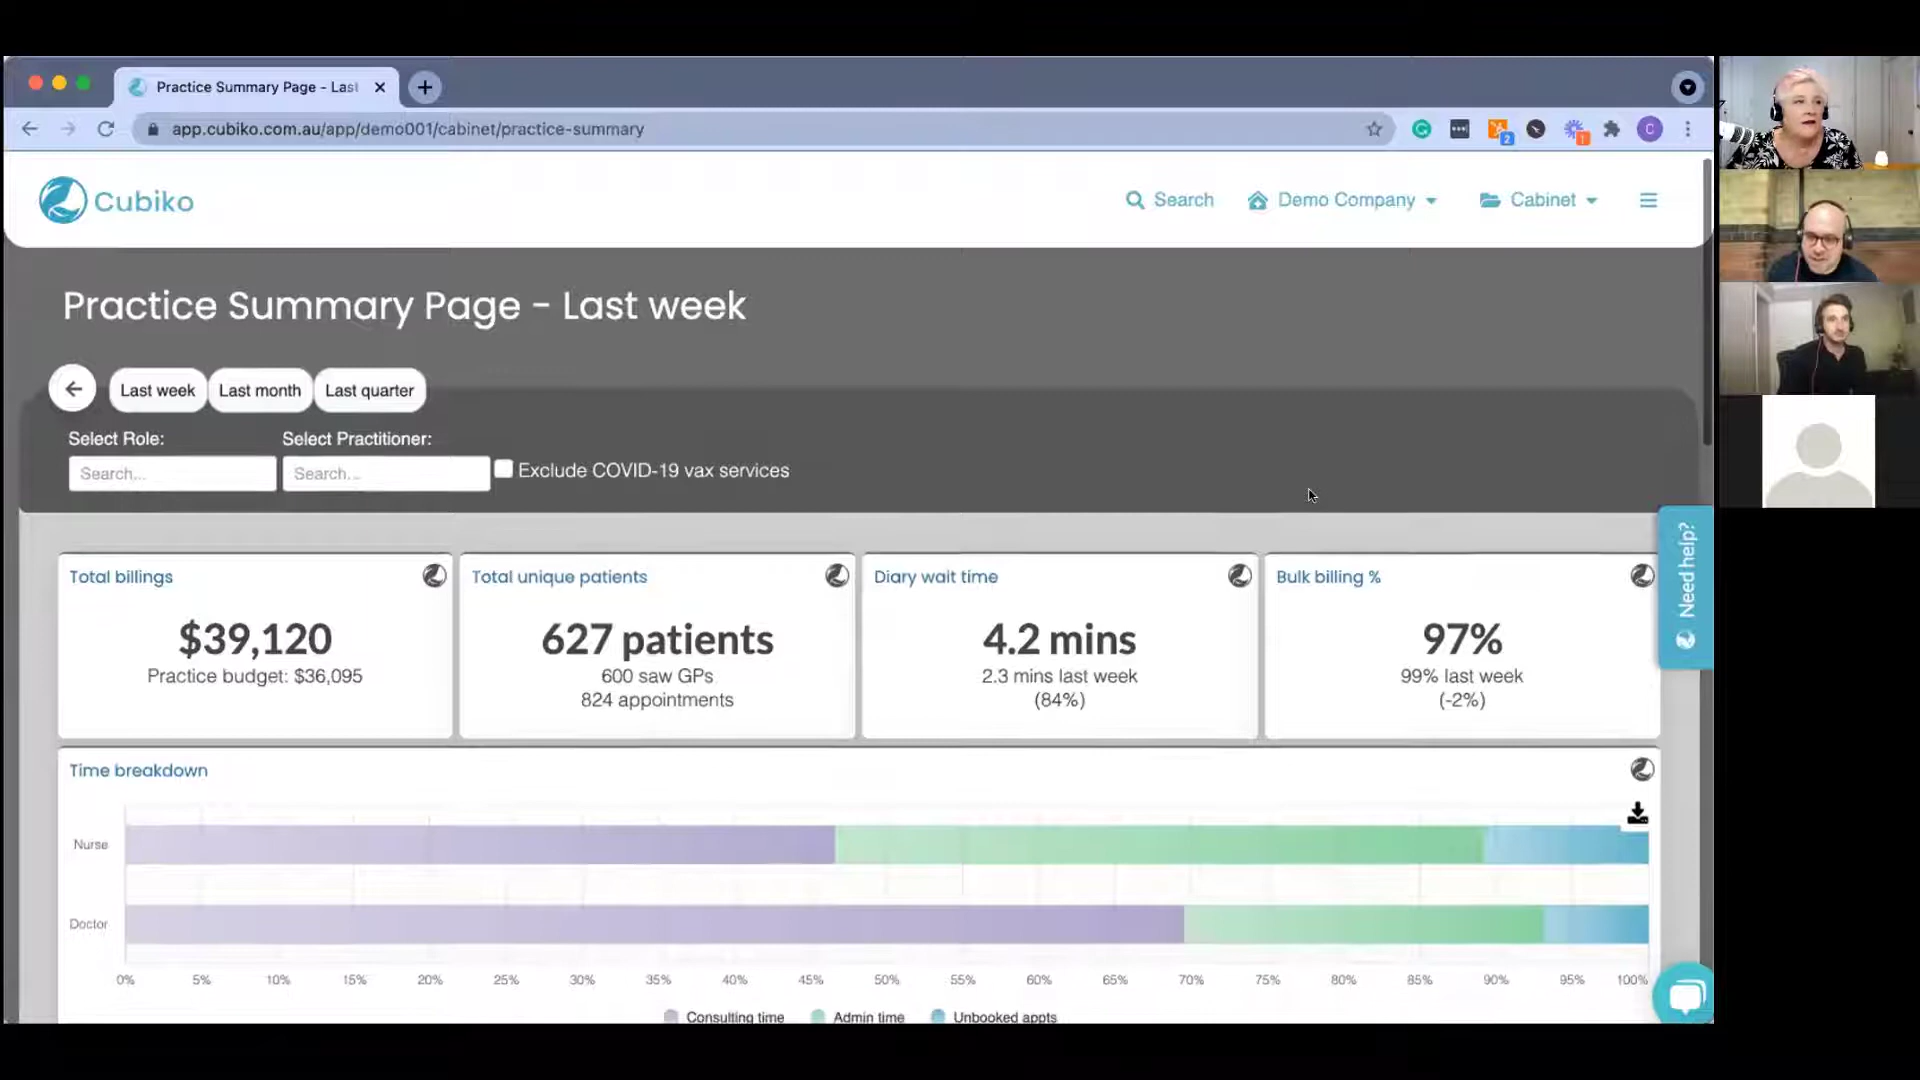 Practice Summary Page - Last
app.cubiko.com.au/app/demo001/cabinet/practice-summary
2
1
C
Cubiko
Search
Demo Company
Cabinet
Practice Summary Page - Last week
Last week
Last month
Last quarter
Select Role:
Select Practitioner:
Search...
Search...
Exclude COVID-19 vax services
Need help?
Total billings
$39,120
Practice budget: $36,095
Total unique patients
627 patients
600 saw GPs
824 appointments
Diary wait time
4.2 mins
2.3 mins last week
(84%)
Bulk billing %
97%
99% last week
(-2%)
Time breakdown
Nurse
Doctor
0% 5% 10% 15% 20% 25% 30% 35% 40% 45% 50% 55% 60% 65% 70% 75% 80% 85% 90% 95% 100%
Consulting time Admin time Unbooked appts